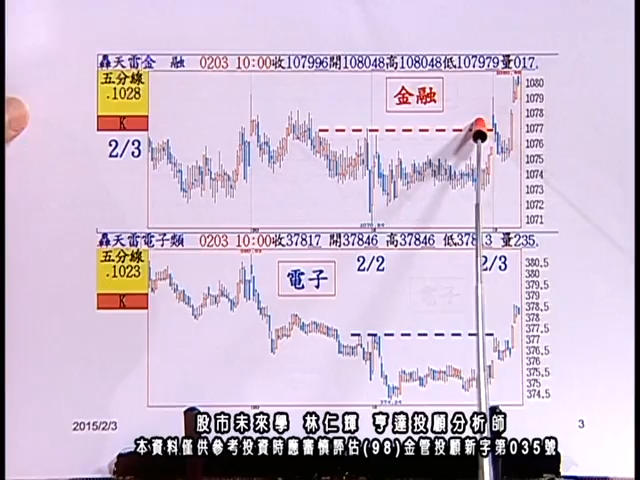 轟天雷金 融 0203 10:00收107996開108048高108048低107979量017.
五分線
.1028
K
2/3
金融
1080
1079
1078
1077
1076
1075
1074
1073
1072
1071
轟天雷電子類 0203 10:00收37817 開37846 高37846 低37813 量235.
五分線
.1023
K
電子
2/2
2/3
380.5
379.5
378.5
378
377.5
376.5
375.5
375
374.5
2015/2/3
3
股市未來學 林仁輝 亨達投顧分析師
本資料僅供參考投資時應審慎評估(98)金管投顧新字第035號